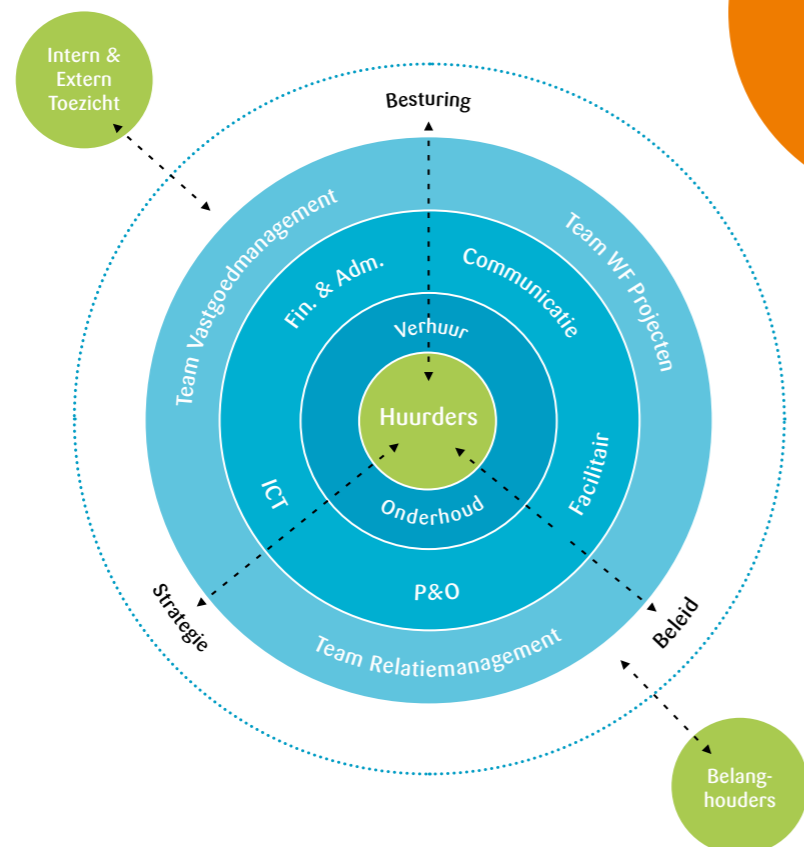 Intern &
Extern
Toezicht
Besturing
Team Vastgoedmanagement
Team WF Projecten
Fin. & Adm.
Communicatie
Verhuur
Huurders
ICT
Onderhoud
Facilitair
P&O
Strategie
Team Relatiemanagement
Beleid
Belang-
houders